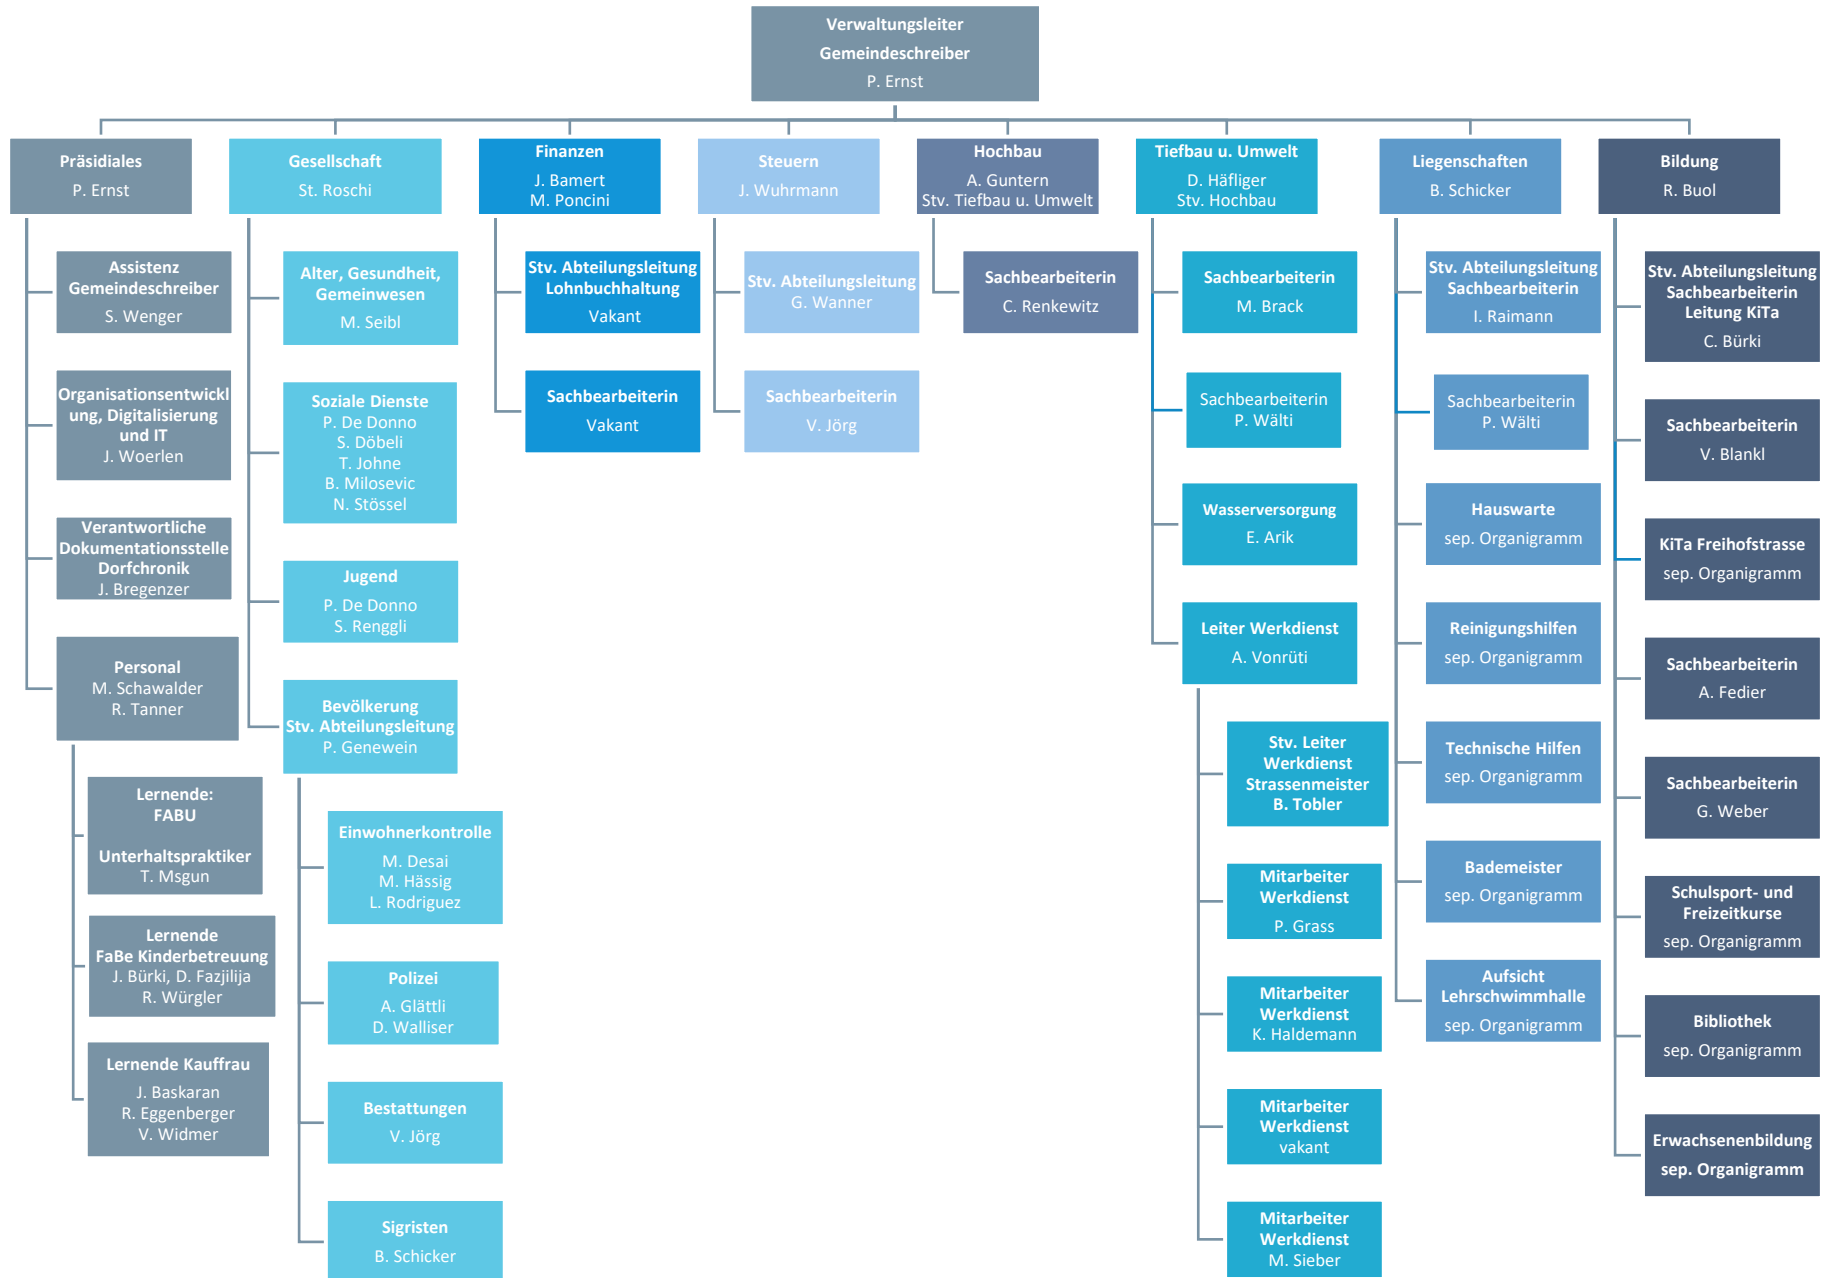 Verwaltungsleiter
Gemeindeschreiber
P. Ernst
Präsidiales
P. Ernst
Assistenz
Gemeindeschreiber
S. Wenger
Organisationsentwickl
ung, Digitalisierung
und IT
J. Woerlen
Verantwortliche
Dokumentationsstelle
Dorfchronik
J. Bregenzer
Personal
M. Schawalder
R. Tanner
Lernende:
FABU
Unterhaltspraktiker
T. Msgun
Lernende
FaBe Kinderbetreuung
J. Bürki, D. Fazjilija
R. Würgler
Lernende Kauffrau
J. Baskaran
R. Eggenberger
V. Widmer
Gesellschaft
St. Roschi
Alter, Gesundheit,
Gemeinwesen
M. Seibl
Soziale Dienste
P. De Donno
S. Döbeli
T. Johne
B. Milosevic
N. Stössel
Jugend
P. De Donno
S. Renggli
Bevölkerung
Stv. Abteilungsleitung
P. Genewein
Einwohnerkontrolle
M. Desai
M. Hässig
L. Rodriguez
Polizei
A. Glättli
D. Walliser
Bestattungen
V. Jörg
Sigristen
B. Schicker
Finanzen
J. Bamert
M. Poncini
Stv. Abteilungsleitung
Lohnbuchhaltung
Vakant
Sachbearbeiterin
Vakant
Steuern
J. Wuhrmann
Stv. Abteilungsleitung
G. Wanner
Sachbearbeiterin
V. Jörg
Hochbau
A. Guntern
Stv. Tiefbau u. Umwelt
Sachbearbeiterin
C. Renkewitz
Tiefbau u. Umwelt
D. Häfliger
Stv. Hochbau
Sachbearbeiterin
M. Brack
Sachbearbeiterin
P. Wälti
Wasserversorgung
E. Arik
Leiter Werkdienst
A. Vonrüti
Stv. Leiter
Werkdienst
Strassenmeister
B. Tobler
Mitarbeiter
Werkdienst
P. Grass
Mitarbeiter
Werkdienst
K. Haldemann
Mitarbeiter
Werkdienst
vakant
Mitarbeiter
Werkdienst
M. Sieber
Liegenschaften
B. Schicker
Stv. Abteilungsleitung
Sachbearbeiterin
I. Raimann
Sachbearbeiterin
P. Wälti
Hauswarte
sep. Organigramm
Reinigungshilfen
sep. Organigramm
Technische Hilfen
sep. Organigramm
Bademeister
sep. Organigramm
Aufsicht
Lehrschwimmhalle
sep. Organigramm
Bildung
R. Buol
Stv. Abteilungsleitung
Sachbearbeiterin
Leitung KiTa
C. Bürki
Sachbearbeiterin
V. Blankl
KiTa Freihofstrasse
sep. Organigramm
Sachbearbeiterin
A. Fedier
Sachbearbeiterin
G. Weber
Schulsport- und
Freizeitkurse
sep. Organigramm
Bibliothek
sep. Organigramm
Erwachsenenbildung
sep. Organigramm